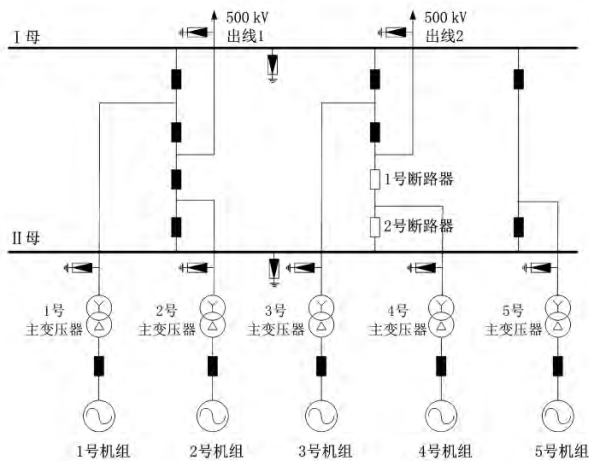 500 kV
500 kV
I母
出线1
出线2
1号断路器
2号断路器
II母
1号
主变压器
2号
主变压器
3号
主变压器
4号
主变压器
5号
主变压器
1号机组
2号机组
3号机组
4号机组
5号机组